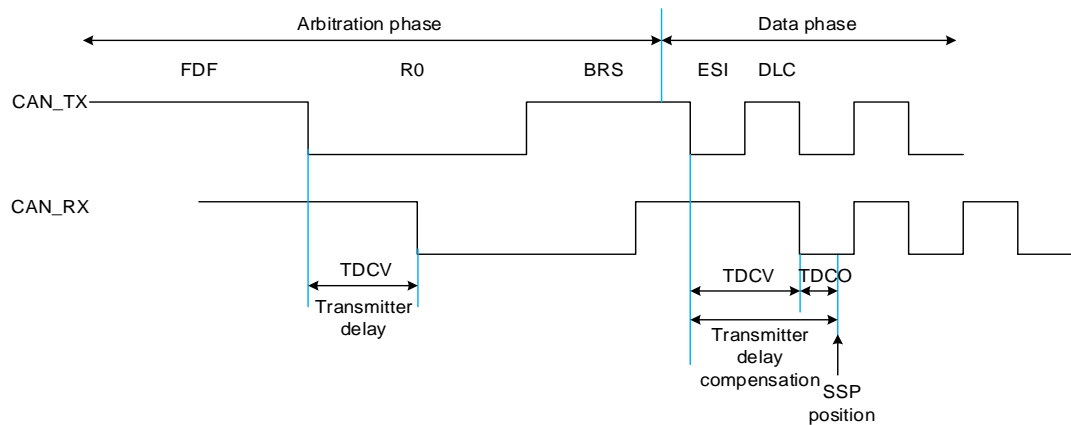 Arbitration phase
Data phase
FDF
R0
BRS
ESI
DLC
CAN_TX
CAN_RX
TDCV
Transmitter
delay
TDCV
TDCO
Transmitter
delay
compensation
SSP
position